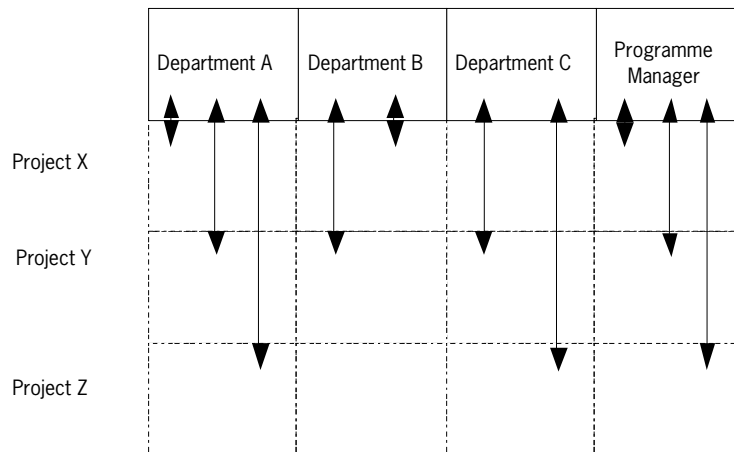 Department A
Department B
Department C
Programme
Manager
Project X
Project Y
Project Z